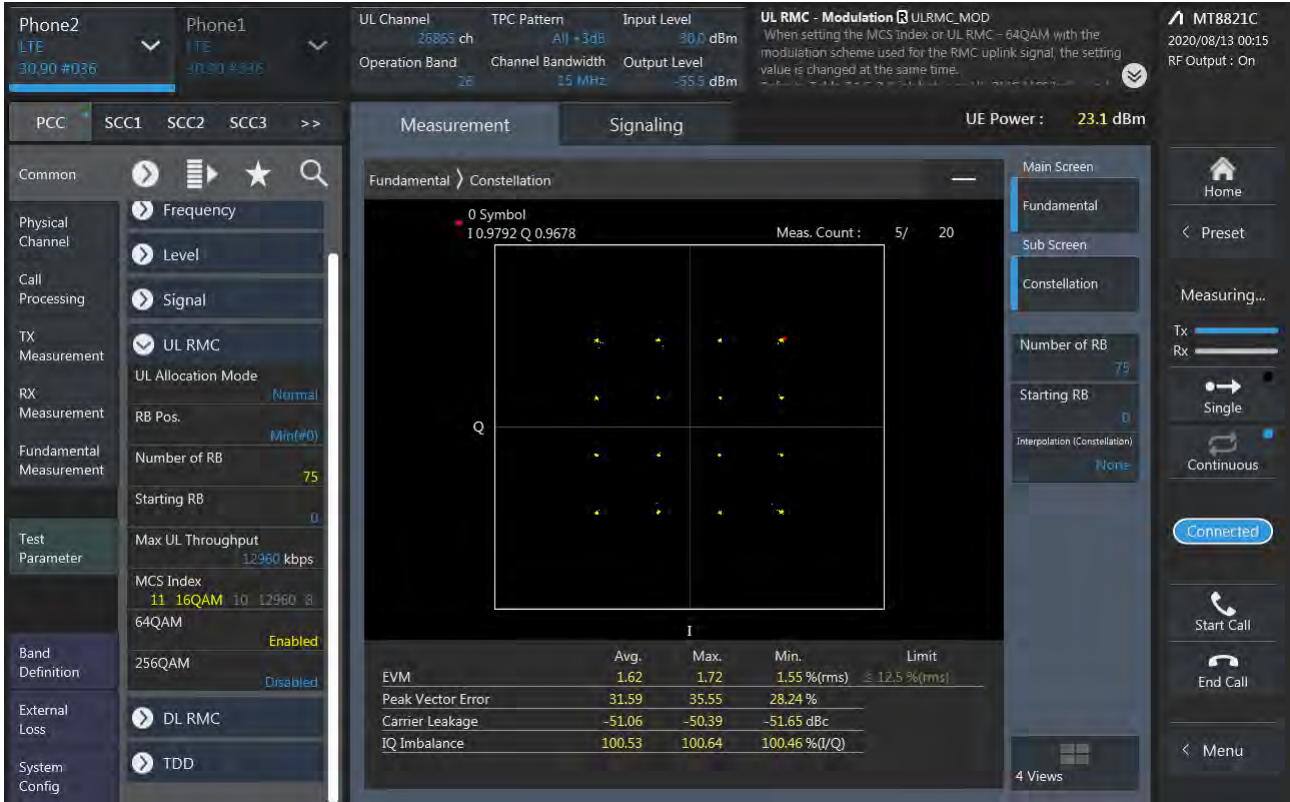 Phone2
LTE
30.90 #036
Phone1
LTE
30.90 #036
UL Channel
26865 ch
TPC Pattern
All +3dB
Input Level
30.0 dBm
Operation Band
26
Channel Bandwidth
15 MHz
Output Level
-55.5 dBm
UL RMC - Modulation R ULRMC_MOD
When setting the MCS Index or UL RMC - 64QAM with the
modulation scheme used for the RMC uplink signal, the setting
value is changed at the same time.
MT8821C
2020/08/13 00:15
RF Output : On
PCC SCC1 SCC2 SCC3 >>
Measurement
Signaling
UE Power : 23.1 dBm
Common
Physical
Channel
Call
Processing
TX
Measurement
RX
Measurement
Fundamental
Measurement
Test
Parameter
Band
Definition
External
Loss
System
Config
Frequency
Level
Signal
UL RMC
UL Allocation Mode
Normal
RB Pos.
Min(#0)
Number of RB
75
Starting RB
0
Max UL Throughput
12960 kbps
MCS Index
11 16QAM 10 12960 8
64QAM
Enabled
256QAM
Disabled
DL RMC
TDD
Fundamental > Constellation
0 Symbol
I 0.9792 Q 0.9678
Meas. Count : 5/ 20
Q
I
Avg. Max. Min. Limit
EVM 1.62 1.72 1.55 %(rms) ≤ 12.5 %(rms)
Peak Vector Error 31.59 35.55 28.24 %
Carrier Leakage -51.06 -50.39 -51.65 dBc
IQ Imbalance 100.53 100.64 100.46 %(I/Q)
Main Screen
Fundamental
Sub Screen
Constellation
Number of RB
75
Starting RB
0
Interpolation (Constellation)
None
4 Views
Home
< Preset
Measuring...
Tx
Rx
Single
Continuous
Connected
Start Call
End Call
< Menu